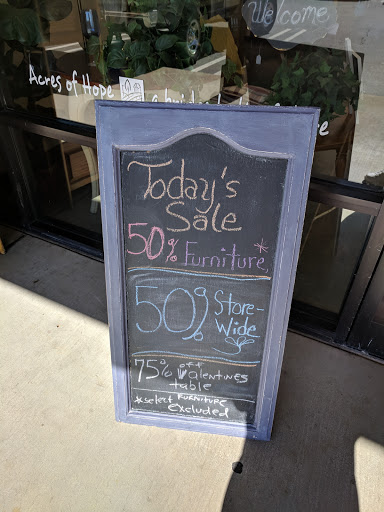 Welcome
Acres of Hope
Today's
Sale
50% Furniture*
50% Store-
Wide
75% off Valentines
table
*select Furniture
excluded